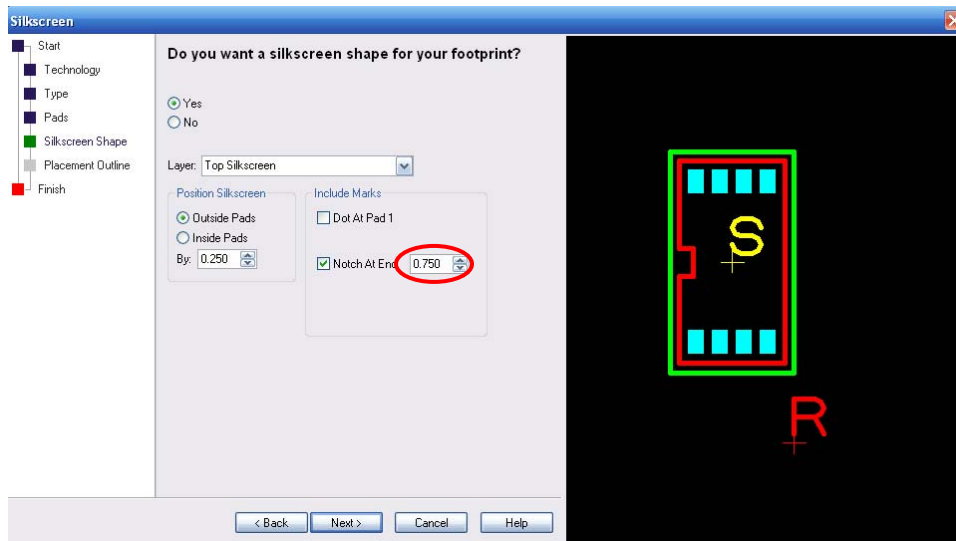 Silkscreen
Start
Technology
Type
Pads
Silkscreen Shape
Placement Outline
Finish
Do you want a silkscreen shape for your footprint?
Yes
No
Layer: Top Silkscreen
Position Silkscreen
Outside Pads
Inside Pads
By: 0.250
Include Marks
Dot At Pad 1
Notch At End 0.750
< Back
Next >
Cancel
Help
S
R